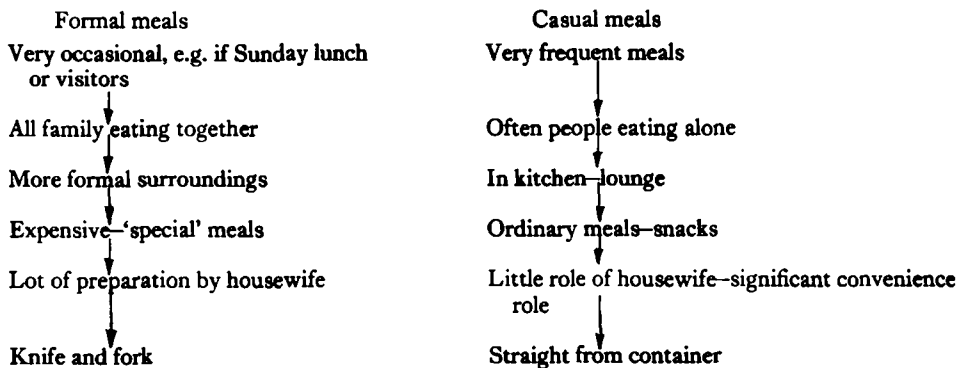 Formal meals
Very occasional, e.g. if Sunday lunch
or visitors
All family eating together
More formal surroundings
Expensive–‘special’ meals
Lot of preparation by housewife
Knife and fork
Casual meals
Very frequent meals
Often people eating alone
In kitchen–lounge
Ordinary meals–snacks
Little role of housewife–significant convenience
role
Straight from container